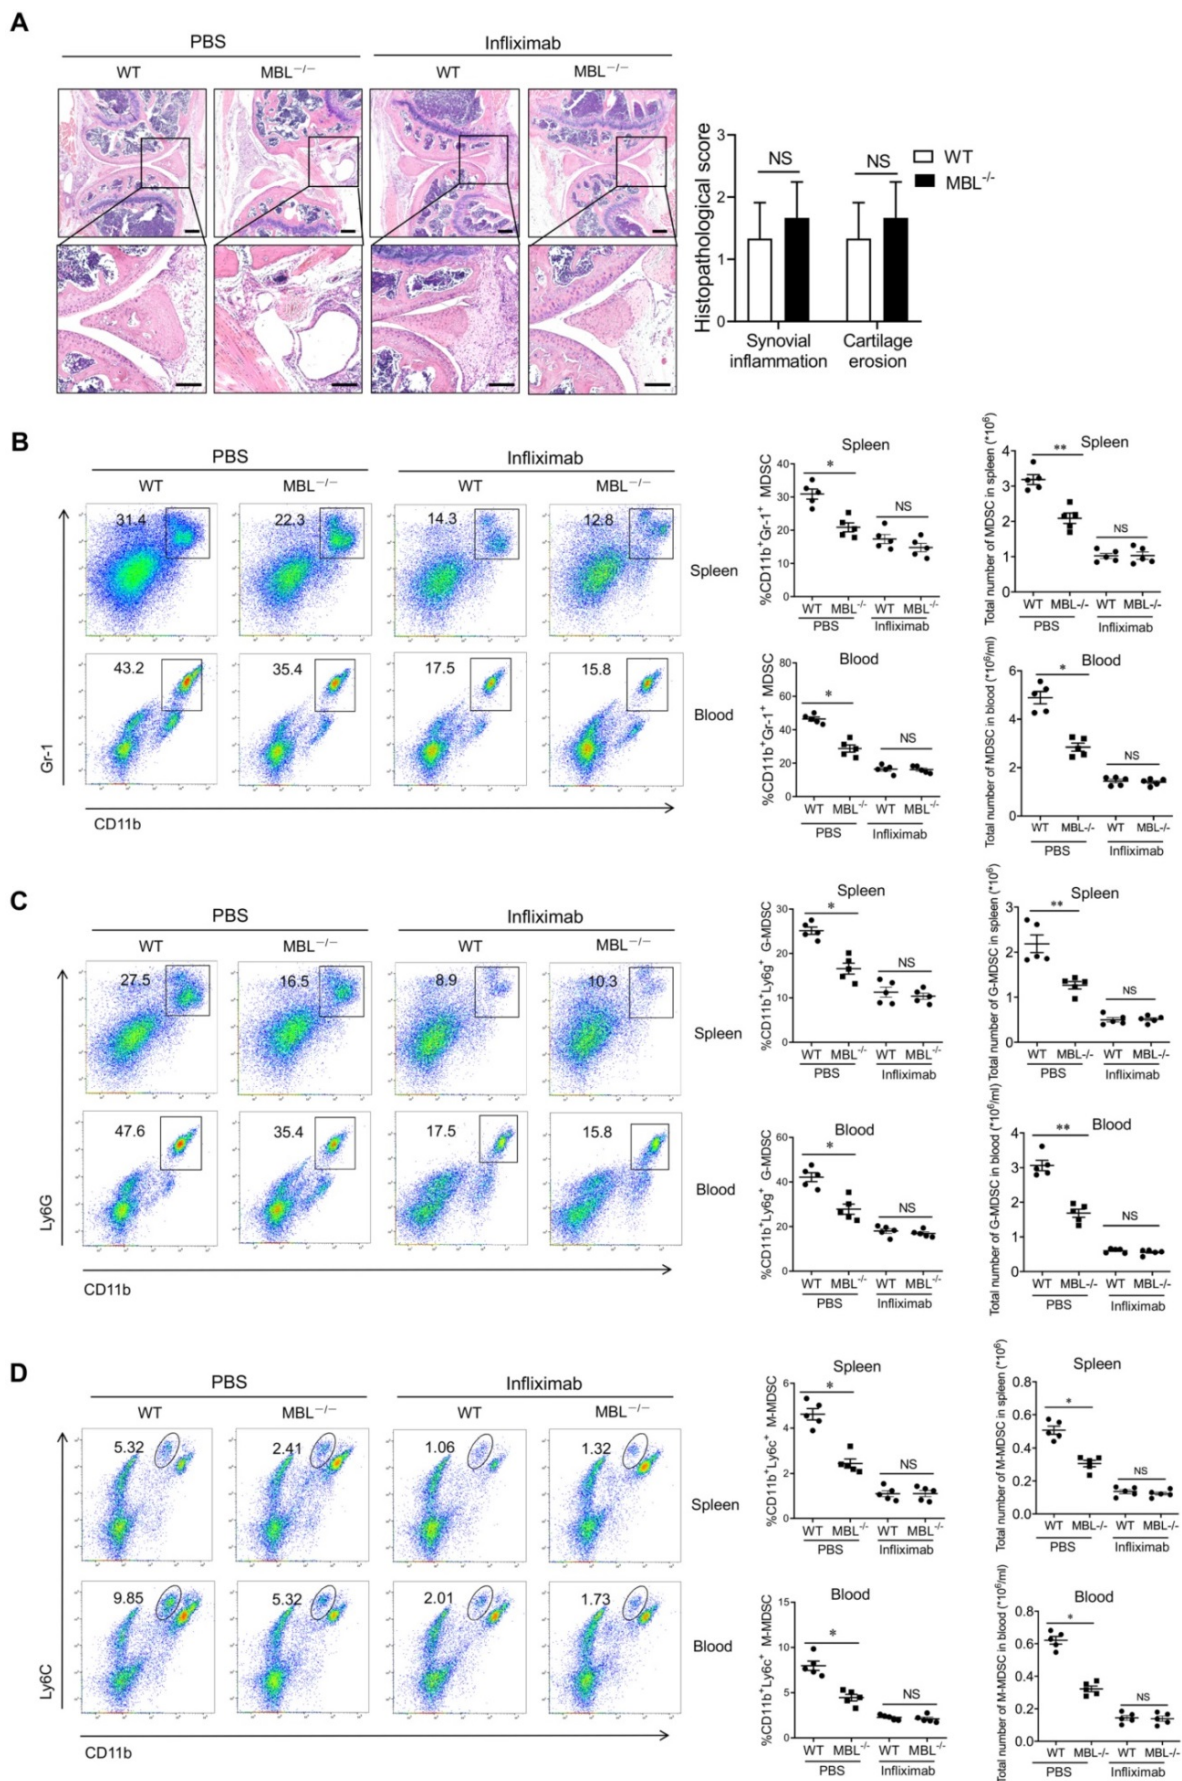 A
PBS
Infliximab
WT
MBL−/−
WT
MBL−/−
Histopathological score
3
2
1
0
NS
NS
WT
MBL-/-
Synovial
inflammation
Cartilage
erosion
B
PBS
Infliximab
WT
MBL−/−
WT
MBL−/−
31.4
22.3
14.3
12.8
Spleen
43.2
35.4
17.5
15.8
Blood
Gr-1
CD11b
Spleen
%CD11b+Gr-1+ MDSC
40
30
20
10
0
*
NS
WT
MBL-/-
WT
MBL-/-
PBS
Infliximab
Spleen
Total number of MDSC in spleen (*10⁶)
4
3
2
1
0
**
NS
WT
MBL-/-
WT
MBL-/-
PBS
Infliximab
Blood
%CD11b+Gr-1+ MDSC
80
60
40
20
0
*
NS
WT
MBL-/-
WT
MBL-/-
PBS
Infliximab
Blood
Total number of MDSC in blood (*10⁶/ml)
6
4
2
0
*
NS
WT
MBL-/-
WT
MBL-/-
PBS
Infliximab
C
PBS
Infliximab
WT
MBL−/−
WT
MBL−/−
27.5
16.5
8.9
10.3
Spleen
47.6
35.4
17.5
15.8
Blood
Ly6G
CD11b
Spleen
%CD11b+Ly6g+ G-MDSC
30
20
10
0
*
NS
WT
MBL-/-
WT
MBL-/-
PBS
Infliximab
Spleen
Total number of G-MDSC in spleen (*10⁶)
3
2
1
0
**
NS
WT
MBL-/-
WT
MBL-/-
PBS
Infliximab
Blood
%CD11b+Ly6g+ G-MDSC
60
40
20
0
*
NS
WT
MBL-/-
WT
MBL-/-
PBS
Infliximab
Blood
Total number of G-MDSC in blood (*10⁶/ml)
4
3
2
1
0
**
NS
WT
MBL-/-
WT
MBL-/-
PBS
Infliximab
D
PBS
Infliximab
WT
MBL−/−
WT
MBL−/−
5.32
2.41
1.06
1.32
Spleen
9.85
5.32
2.01
1.73
Blood
Ly6C
CD11b
Spleen
%CD11b+Ly6c+ M-MDSC
6
4
2
0
*
NS
WT
MBL-/-
WT
MBL-/-
PBS
Infliximab
Spleen
Total number of M-MDSC in spleen (*10⁶)
0.8
0.6
0.4
0.2
0.0
*
NS
WT
MBL-/-
WT
MBL-/-
PBS
Infliximab
Blood
%CD11b+Ly6c+ M-MDSC
15
10
5
0
*
NS
WT
MBL-/-
WT
MBL-/-
PBS
Infliximab
Blood
Total number of M-MDSC in blood (*10⁶/ml)
0.8
0.6
0.4
0.2
0.0
*
NS
WT
MBL-/-
WT
MBL-/-
PBS
Infliximab